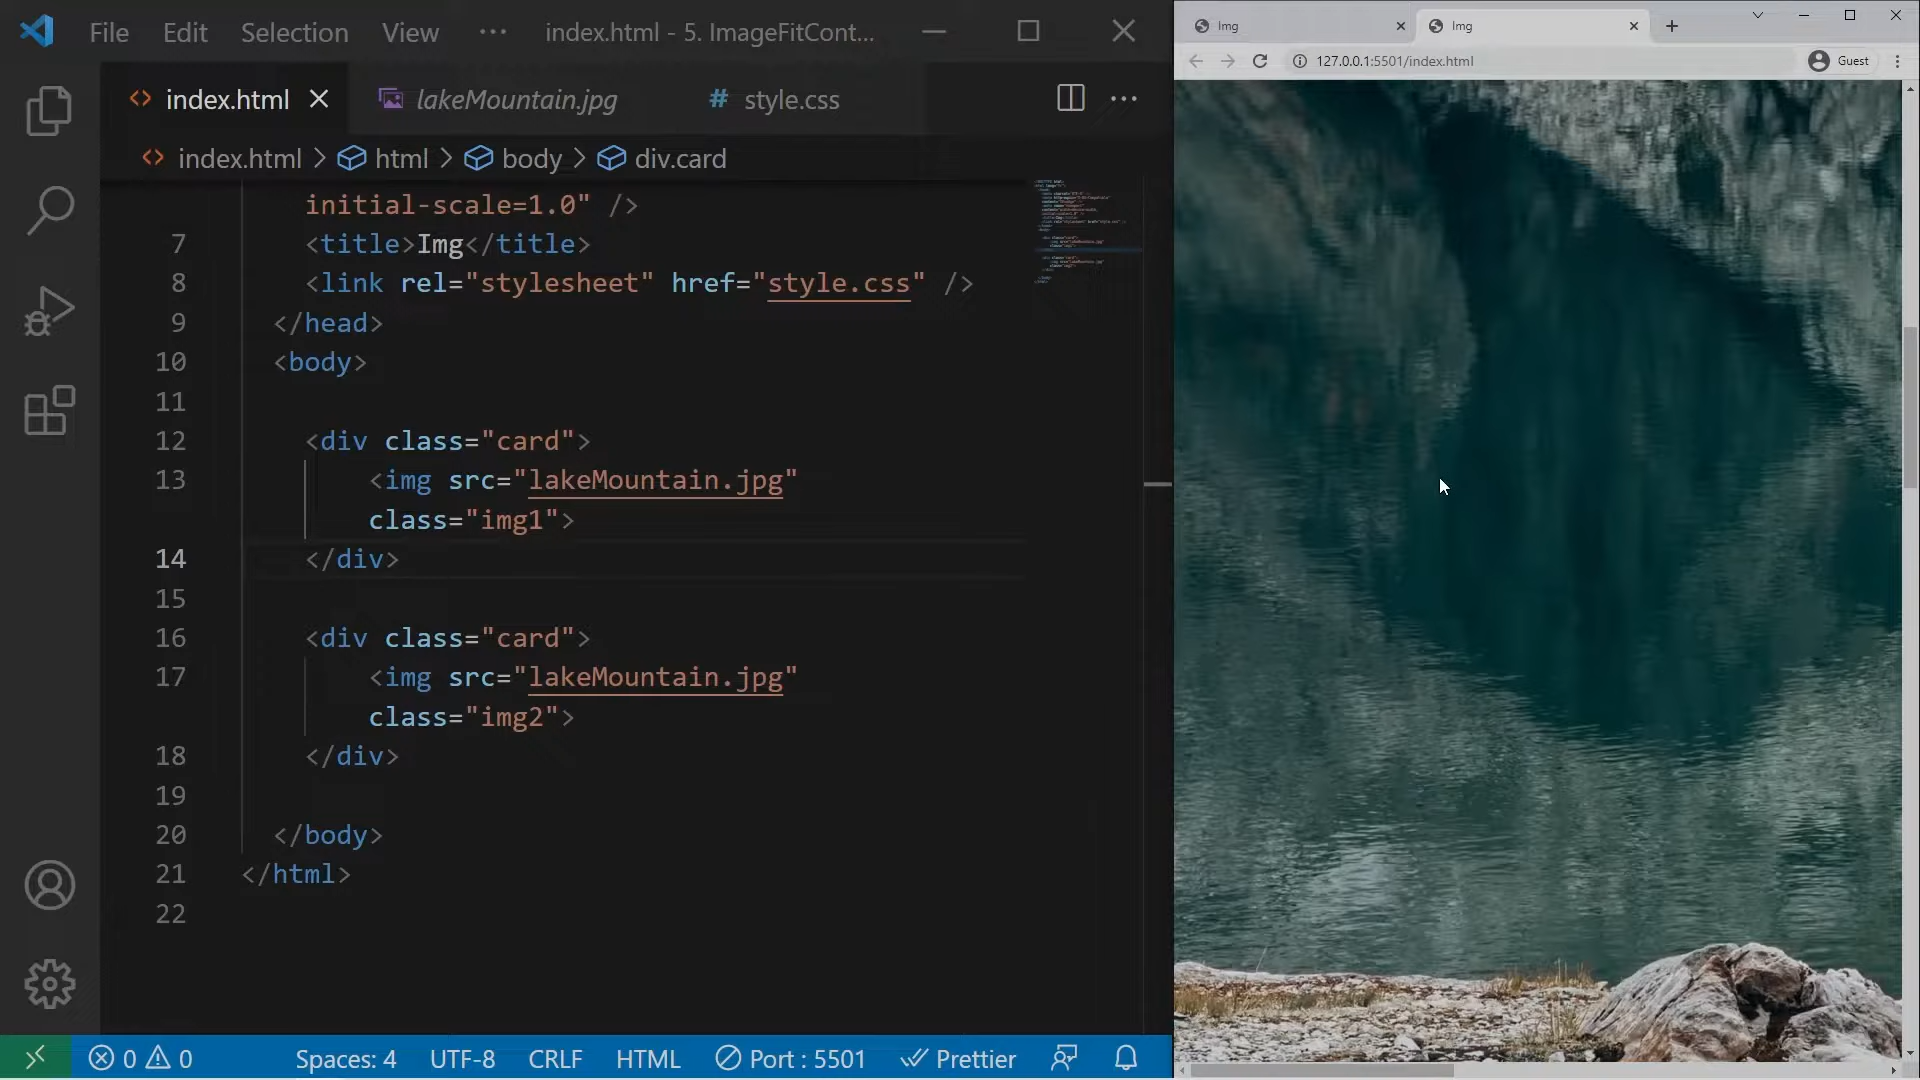 File Edit Selection View ··· index.html - 5. ImageFitCont...
index.html lakeMountain.jpg # style.css
index.html > html > body > div.card
initial-scale=1.0" />
7 <title>Img</title>
8 <link rel="stylesheet" href="style.css" />
9 </head>
10 <body>
11
12 <div class="card">
13 <img src="lakeMountain.jpg"
class="img1">
14 </div>
15
16 <div class="card">
17 <img src="lakeMountain.jpg"
class="img2">
18 </div>
19
20 </body>
21 </html>
22
0 0 Spaces: 4 UTF-8 CRLF HTML Port : 5501 Prettier
Img Img
127.0.0.1:5501/index.html Guest